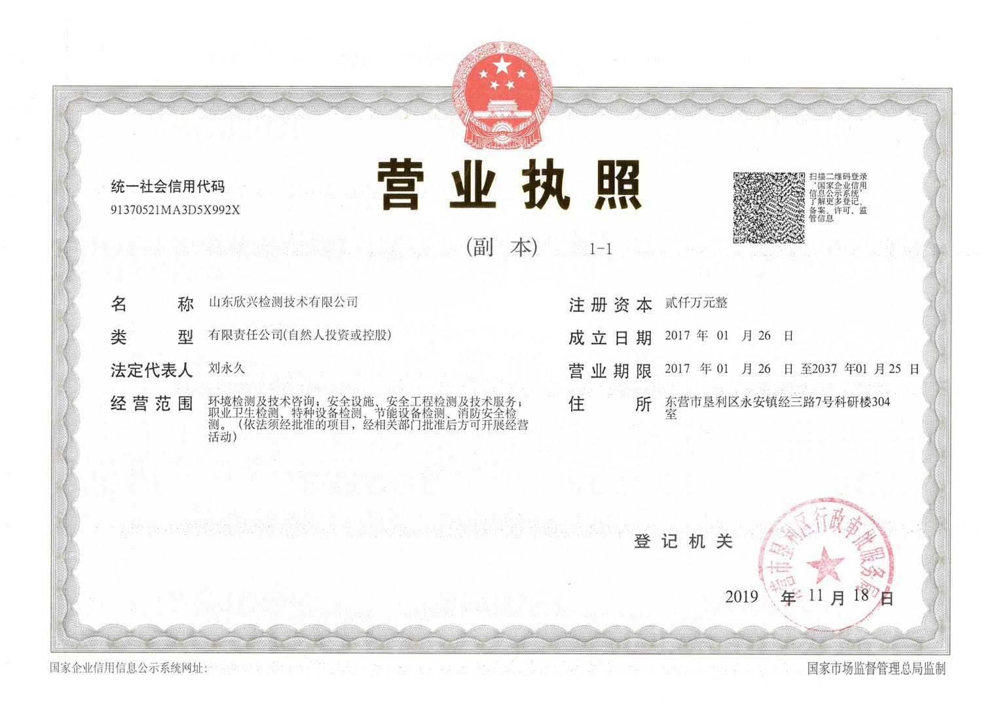 营业执照
(副 本) 1-1
统一社会信用代码
91370521MA3D5X992X
扫描二维码登录
‘国家企业信用
信息公示系统’
了解更多登记、
备案、许可、监
管信息
名 称 山东欣兴检测技术有限公司
类 型 有限责任公司(自然人投资或控股)
法定代表人 刘永久
经营范围 环境检测及技术咨询；安全设施、安全工程检测及技术服务；
职业卫生检测、特种设备检测、节能设备检测、消防安全检
测。（依法须经批准的项目，经相关部门批准后方可开展经营
活动）
注册资本 贰仟万元整
成立日期 2017 年 01 月 26 日
营业期限 2017 年 01 月 26 日 至2037 年01 月 25 日
住 所 东营市垦利区永安镇经三路7号科研楼304
室
登记机关
东营市垦利区行政审批服务局
2019 年 11 月 18 日
国家企业信用信息公示系统网址：
国家市场监督管理总局监制